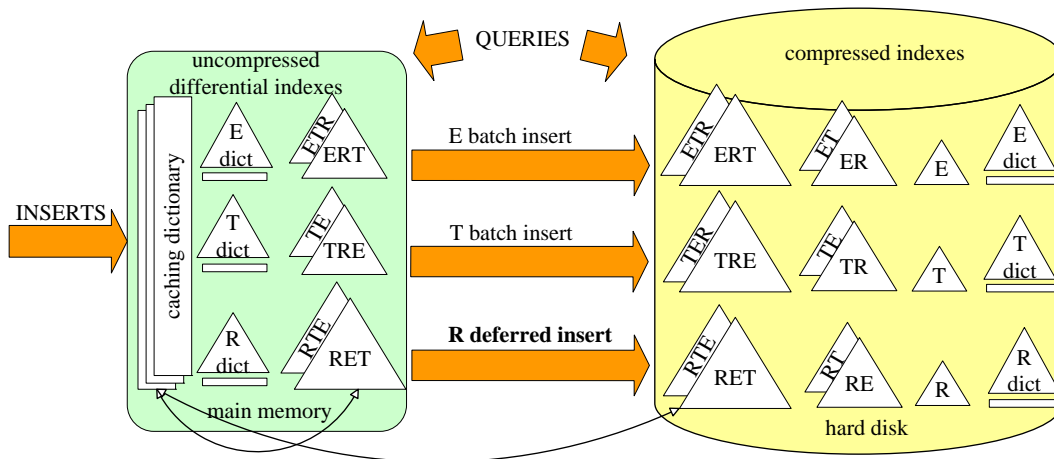 QUERIES
uncompressed
differential indexes
compressed indexes
INSERTS
caching dictionary
E
dict
ETR
ERT
T
dict
TE
TRE
R
dict
RTE
RET
main memory
E batch insert
T batch insert
R deferred insert
ETR
ERT
ET
ER
E
E
dict
TER
TRE
TE
TR
T
T
dict
RTE
RET
RT
RE
R
R
dict
hard disk